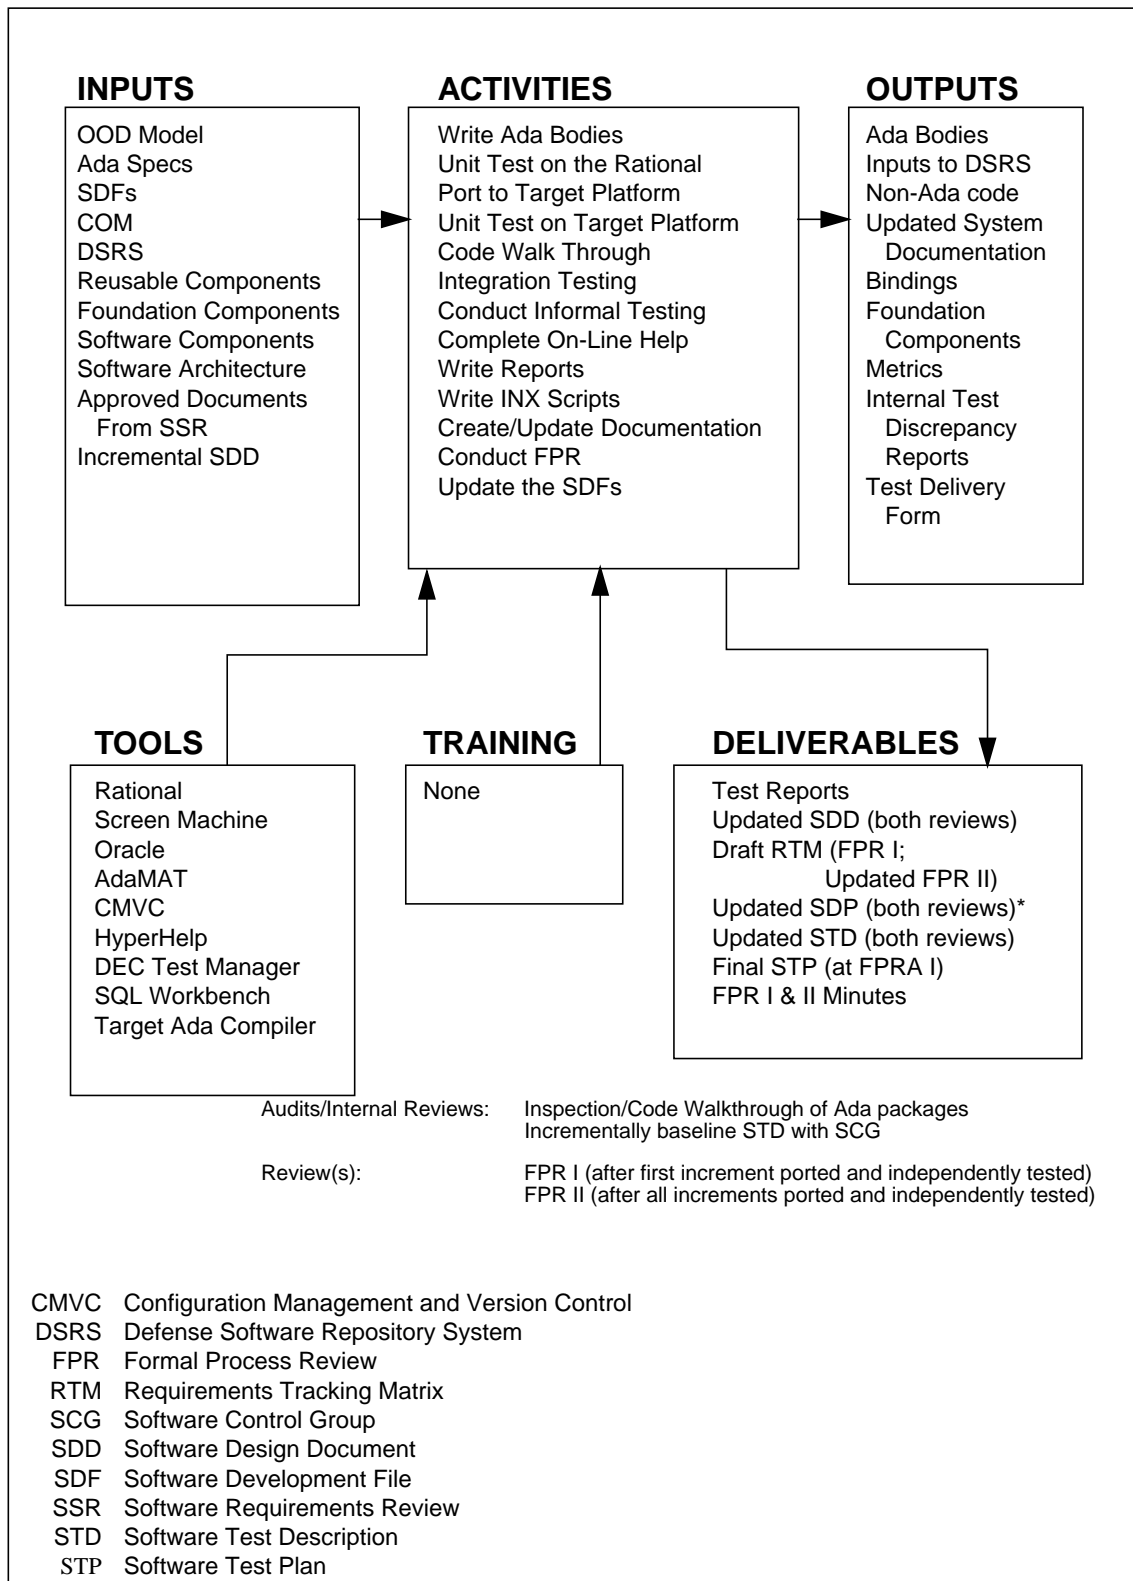 INPUTS
OOD Model
Ada Specs
SDFs
COM
DSRS
Reusable Components
Foundation Components
Software Components
Software Architecture
Approved Documents
From SSR
Incremental SDD
ACTIVITIES
Write Ada Bodies
Unit Test on the Rational
Port to Target Platform
Unit Test on Target Platform
Code Walk Through
Integration Testing
Conduct Informal Testing
Complete On-Line Help
Write Reports
Write INX Scripts
Create/Update Documentation
Conduct FPR
Update the SDFs
OUTPUTS
Ada Bodies
Inputs to DSRS
Non-Ada code
Updated System
Documentation
Bindings
Foundation
Components
Metrics
Internal Test
Discrepancy
Reports
Test Delivery
Form
TOOLS
Rational
Screen Machine
Oracle
AdaMAT
CMVC
HyperHelp
DEC Test Manager
SQL Workbench
Target Ada Compiler
TRAINING
None
DELIVERABLES
Test Reports
Updated SDD (both reviews)
Draft RTM (FPR I;
Updated FPR II)
Updated SDP (both reviews)*
Updated STD (both reviews)
Final STP (at FPRA I)
FPR I & II Minutes
Audits/Internal Reviews: Inspection/Code Walkthrough of Ada packages
Incrementally baseline STD with SCG
Review(s): FPR I (after first increment ported and independently tested)
FPR II (after all increments ported and independently tested)
CMVC Configuration Management and Version Control
DSRS Defense Software Repository System
FPR Formal Process Review
RTM Requirements Tracking Matrix
SCG Software Control Group
SDD Software Design Document
SDF Software Development File
SSR Software Requirements Review
STD Software Test Description
STP Software Test Plan